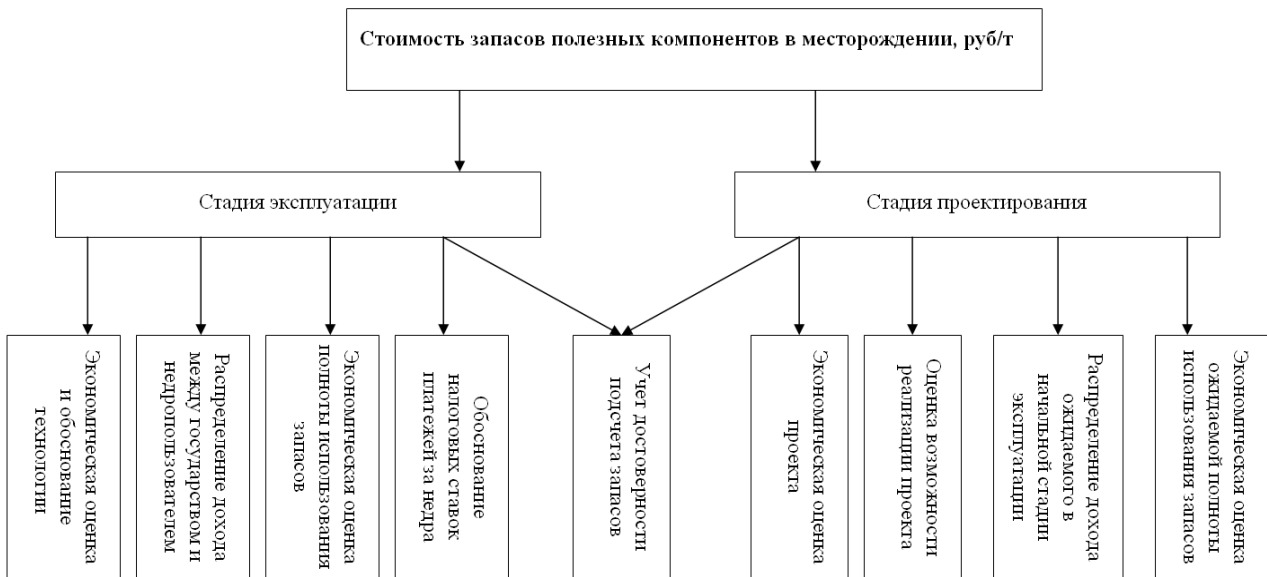 Стоимость запасов полезных компонентов в месторождении, руб/т
Стадия эксплуатации
Стадия проектирования
Экономическая оценка
и обоснование
технологии
Распределение дохода
между государством и
недропользователем
Экономическая оценка
полноты использования
запасов
Обоснование
налоговых ставок
платежей за недра
Учет достоверности
подсчета запасов
Экономическая оценка
проекта
Оценка возможности
реализации проекта
Распределение дохода
ожидаемого в
начальной стадии
эксплуатации
Экономическая оценка
ожидаемой полноты
использования запасов